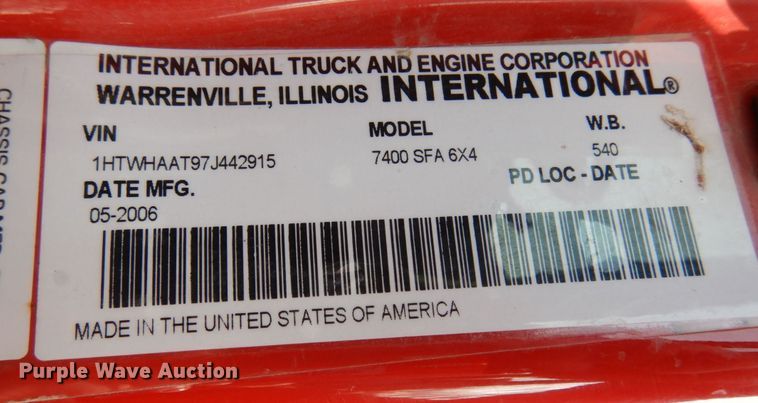 INTERNATIONAL TRUCK AND ENGINE CORPORATION
WARRENVILLE, ILLINOIS INTERNATIONAL®
VIN MODEL W.B.
1HTWHAAT97J442915 7400 SFA 6X4 540
DATE MFG. PD LOC - DATE
05-2006
MADE IN THE UNITED STATES OF AMERICA
Purple Wave Auction